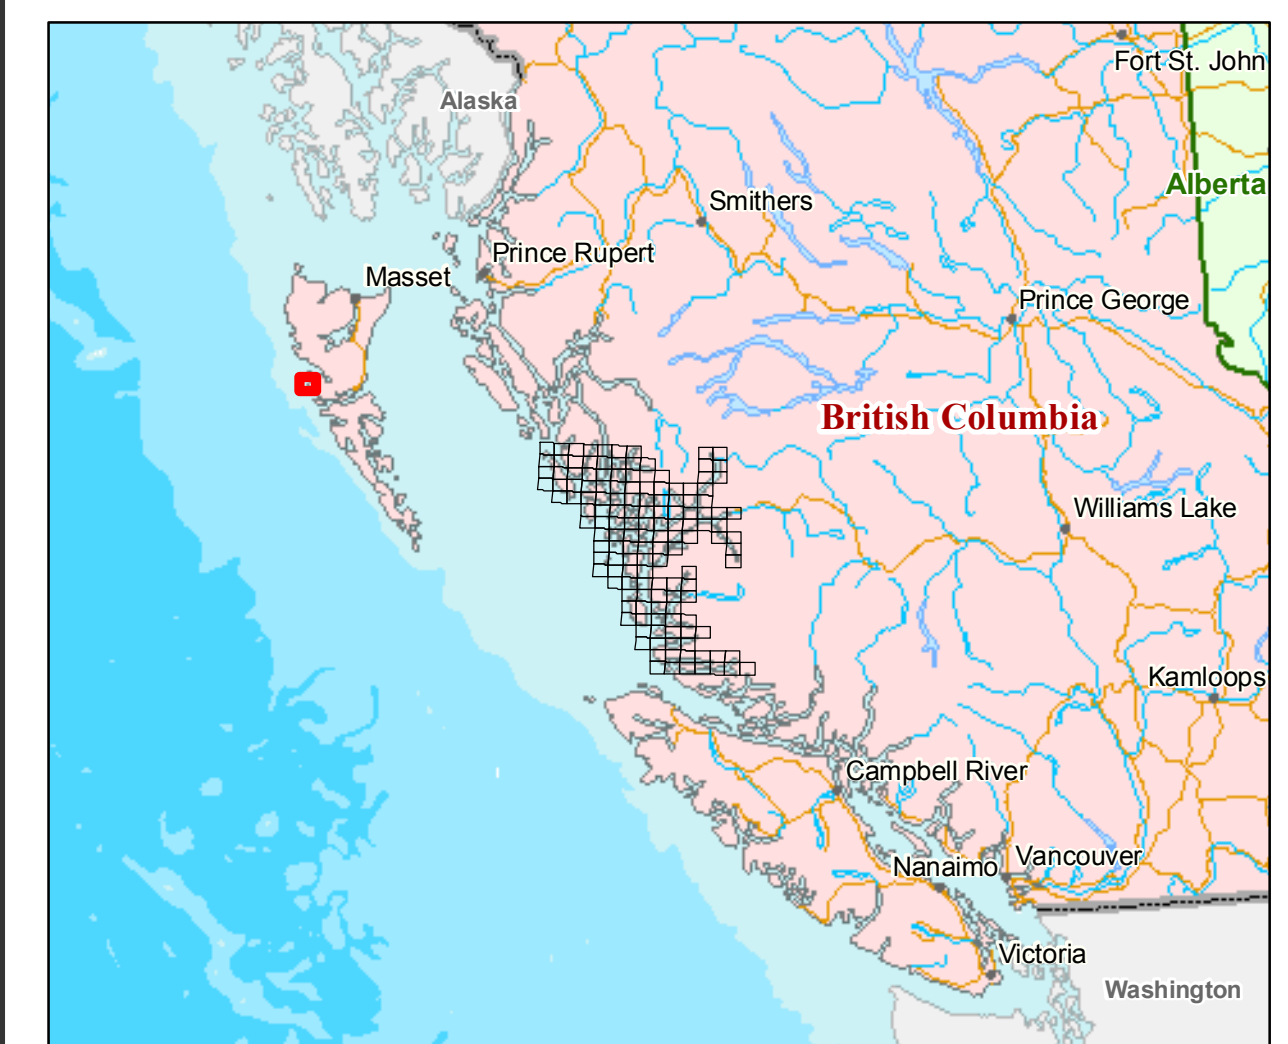 Fort St. John
Alaska
Alberta
Smithers
Prince Rupert
Masset
Prince George
British Columbia
Williams Lake
Kamloops
Campbell River
Vancouver
Nanaimo
Victoria
Washington